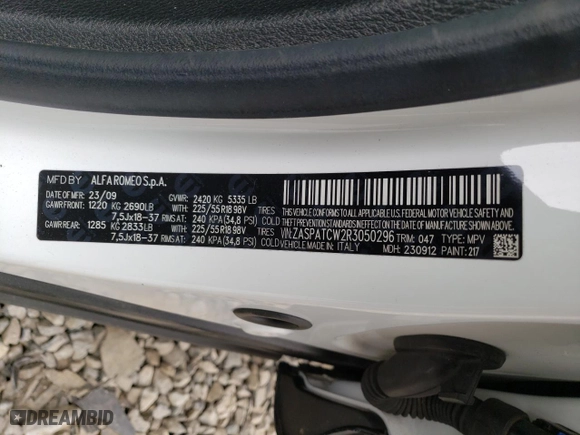 MFD BY ALFA ROMEO S.p.A.
DATE OF MFR: 23/09 GVWR: 2420 KG 5335 LB
GAWR FRONT: 1220 KG 2690LB WITH 225/55 R18 98V TIRES
7,5Jx18-37 RIMS AT: 240 KPA (34,8 PSI) COLD
GAWR REAR: 1285 KG 2833LB WITH 225/55R18 98V TIRES
7,5Jx18-37 RIMS AT: 240 KPA (34,8 PSI) COLD
THIS VEHICLE CONFORMS TO ALL APPLICABLE U.S.A. FEDERAL MOTOR
VEHICLE SAFETY, BUMPER, AND THEFT PREVENTION STANDARDS
IN EFFECT ON THE DATE OF MANUFACTURE SHOWN ABOVE.
VIN: ZASPATCW2R3050296 TRIM: 047 TYPE: MPV
MADE IN ITALY MDH: 230912 PAINT: 217
DREAMBID